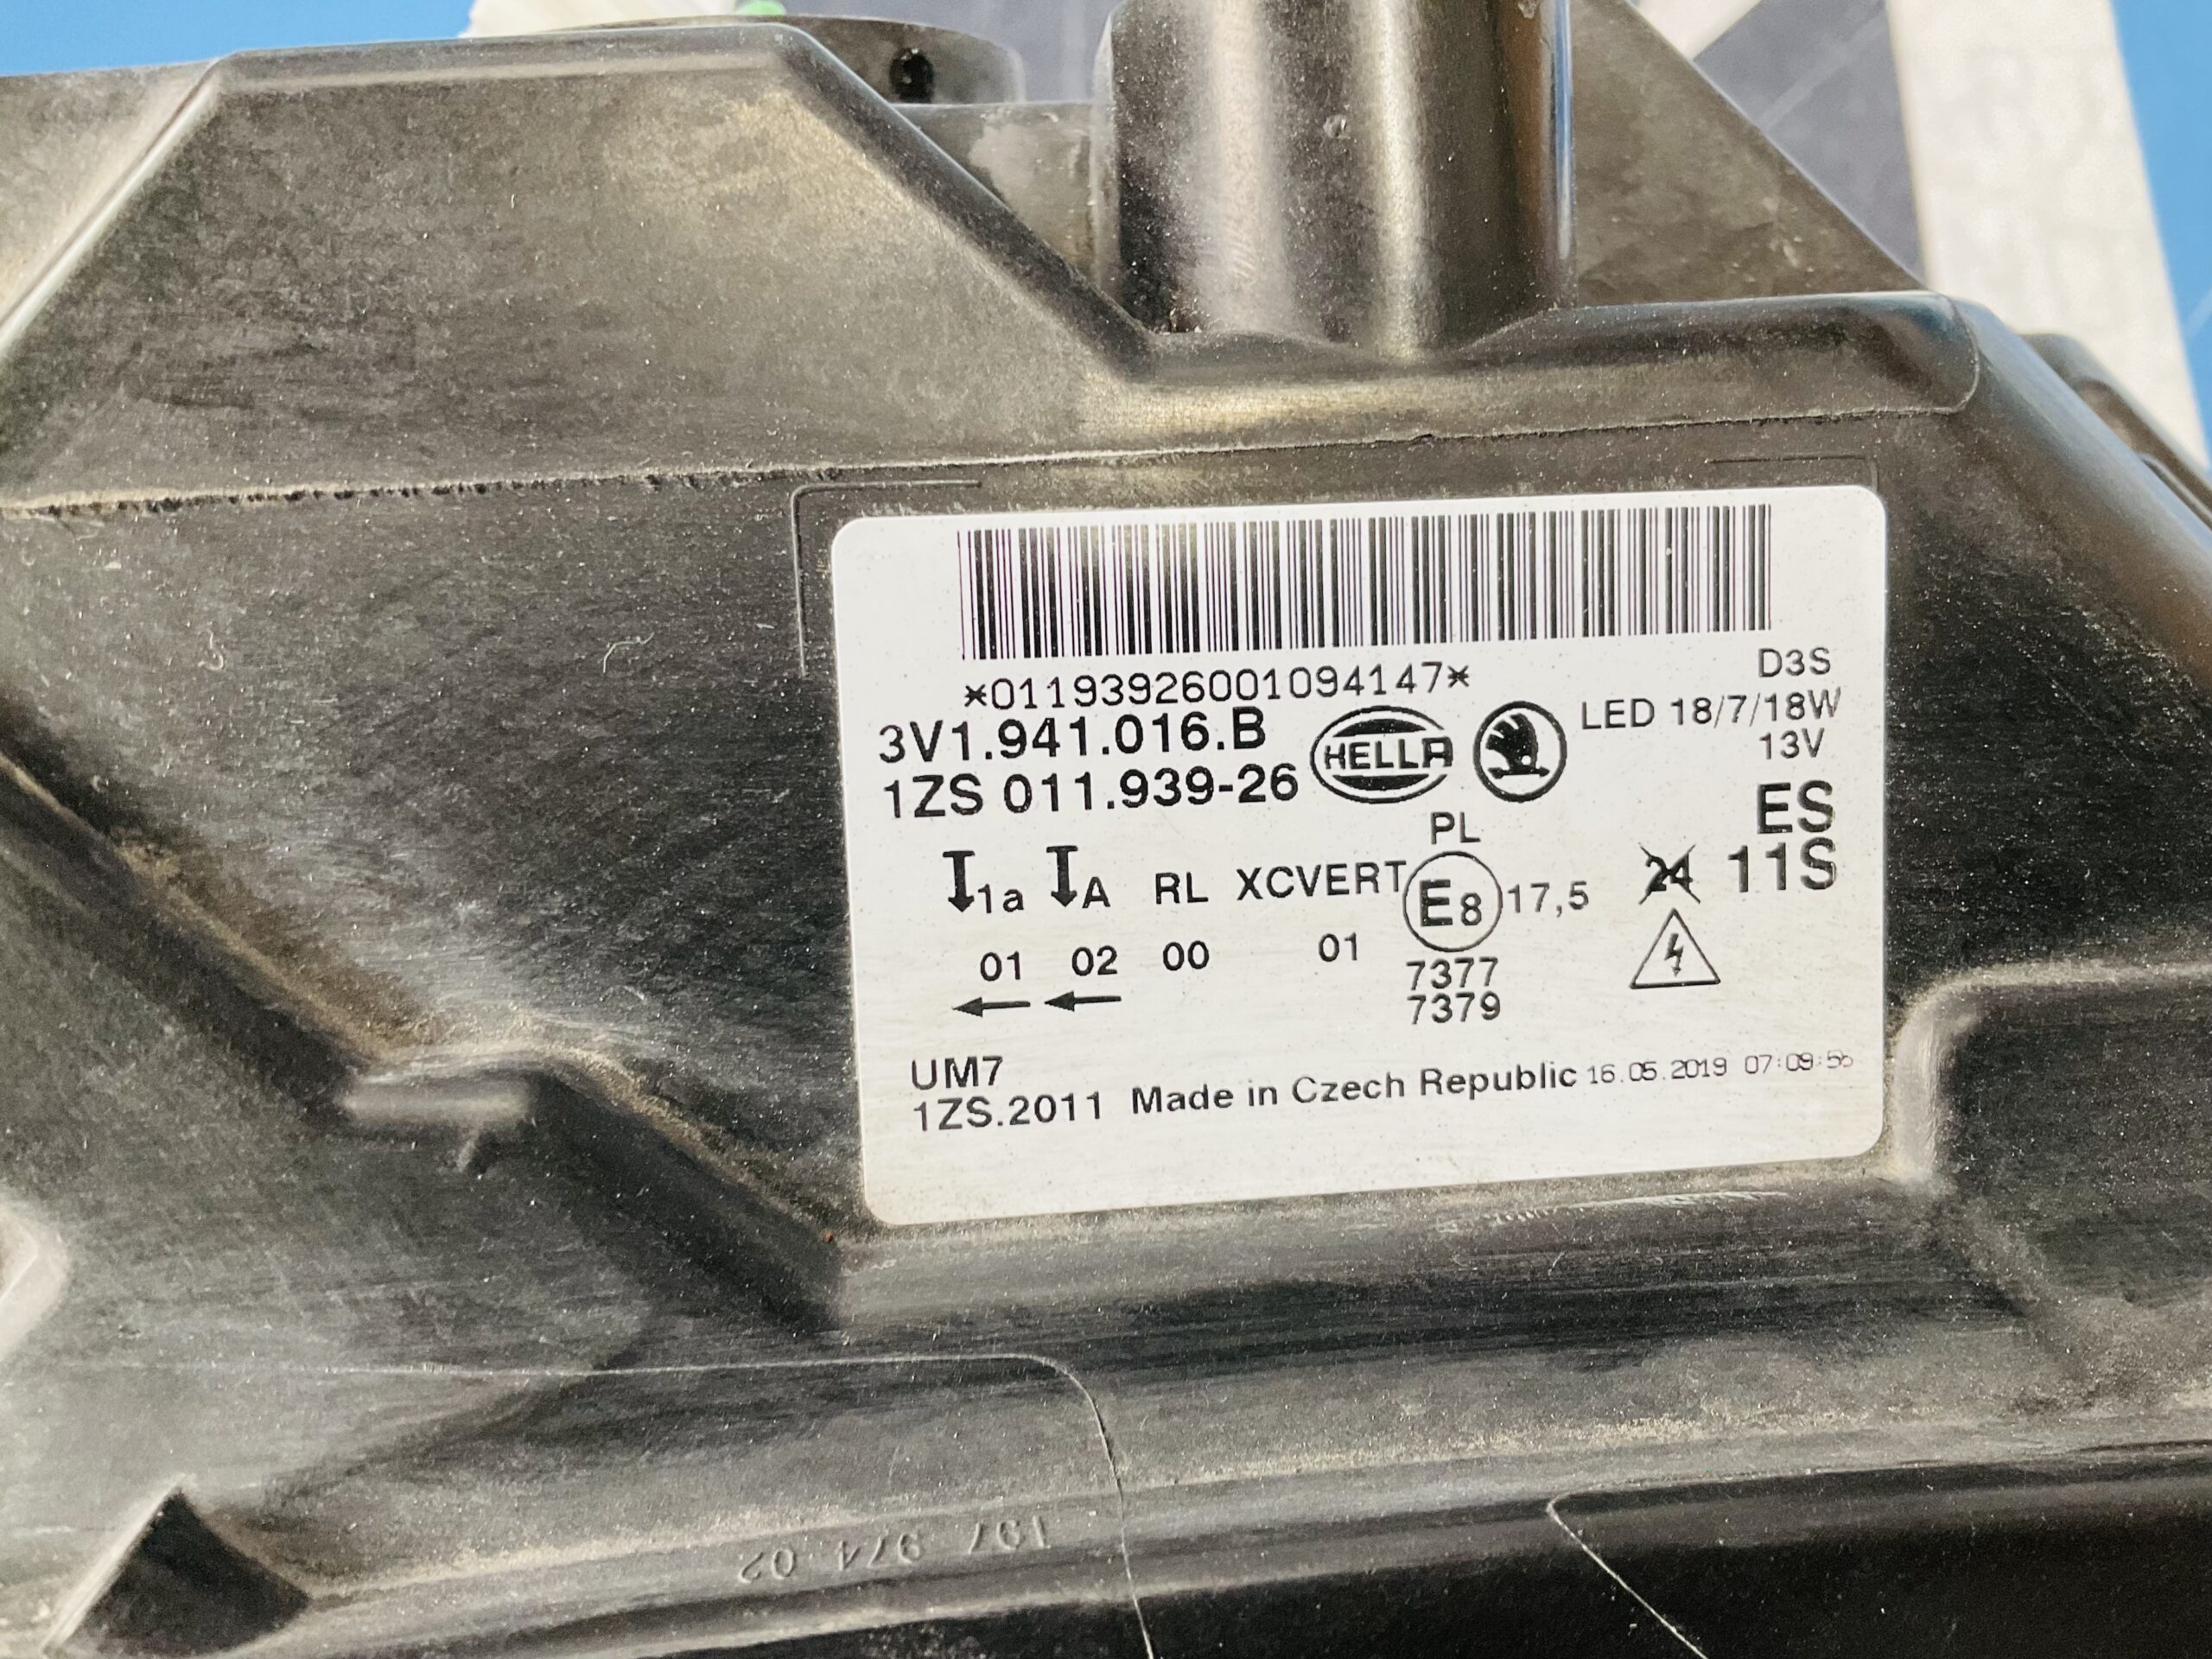 *01193926001094147*
3V1.941.016.B
1ZS 011.939-26
HELLA
D3S
LED 18/7/18W
13V
ES
24 11S
PL
1a A RL XCVERT E8 17,5
01 02 00 01
7377
7379
UM7
1ZS.2011 Made in Czech Republic 16.05.2019 07:09:56
197 974 02